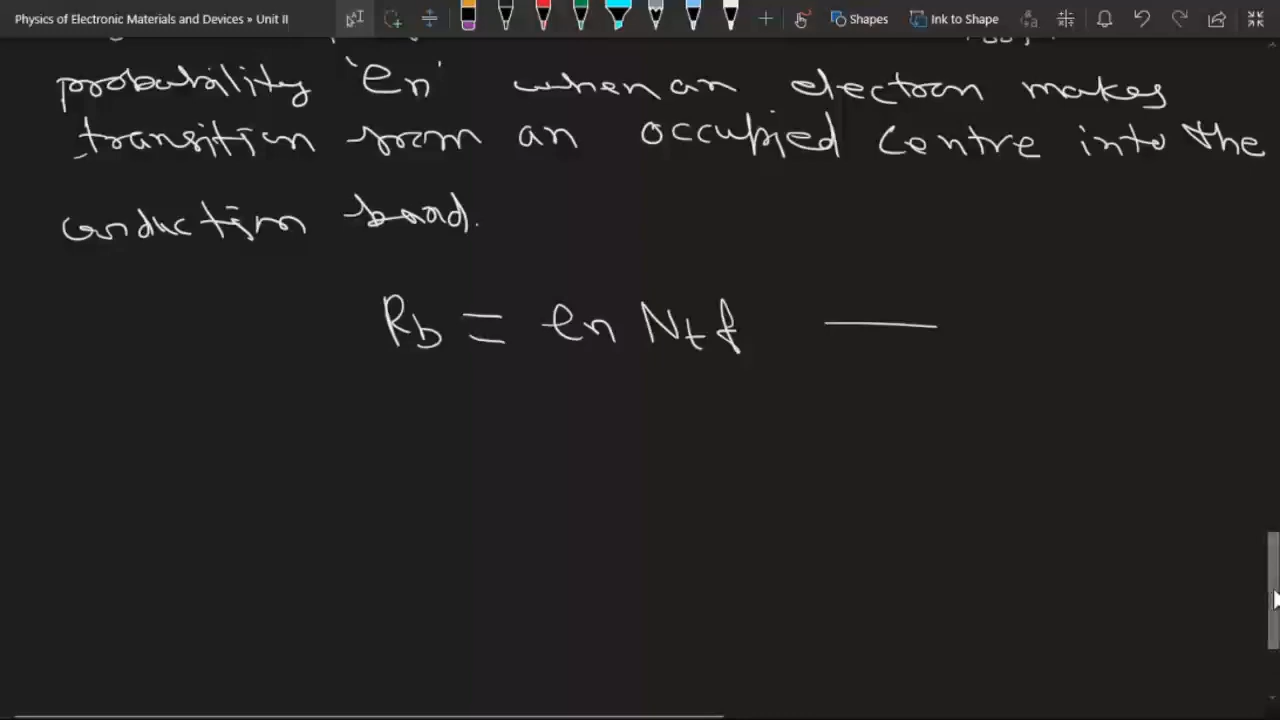 Physics of Electronic Materials and Devices » Unit II
Shapes
Ink to Shape
probability 'en' when an electron makes
transition from an occupied centre into the
conduction band.
Rb = en Nt f